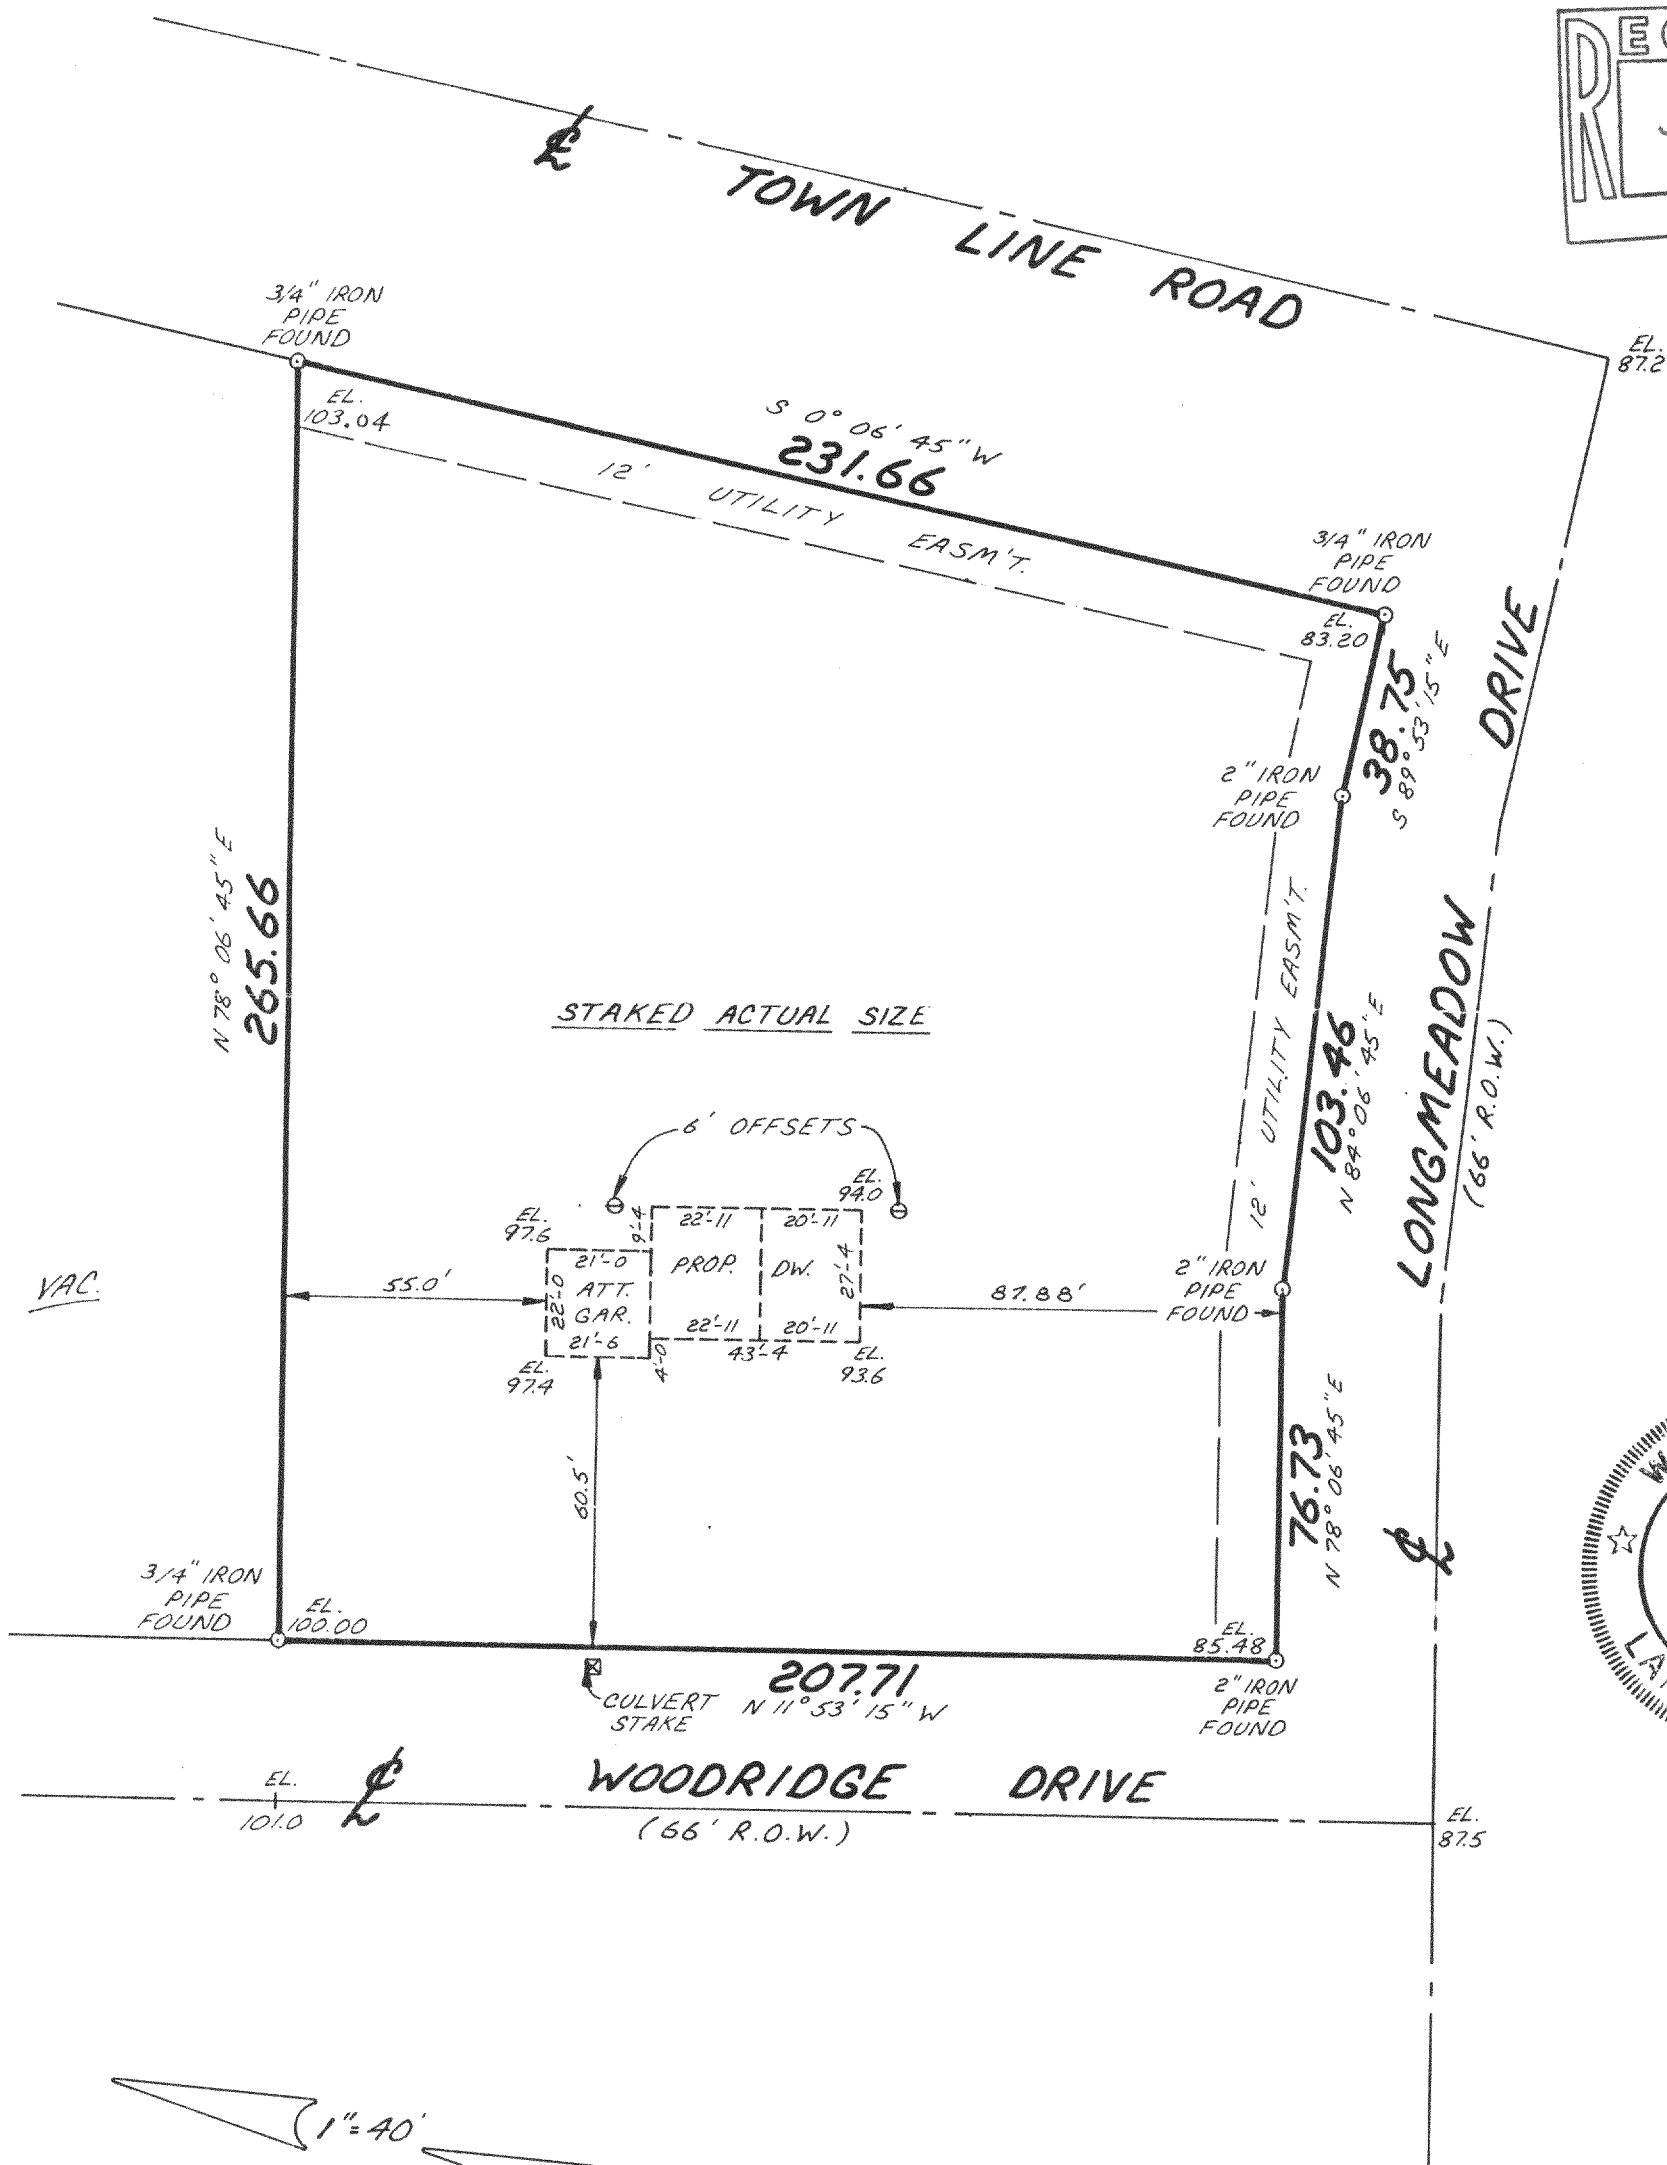 ℄
TOWN LINE ROAD
3/4" IRON
PIPE
FOUND
EL.
87.2
EL.
103.04
S 0° 06' 45" W
231.66
12' UTILITY EASM'T.
3/4" IRON
PIPE
FOUND
EL.
83.20
38.75
S 89° 53' 15" E
DRIVE
2" IRON
PIPE
FOUND
N 78° 06' 45" E
265.66
12' UTILITY EASM'T.
STAKED ACTUAL SIZE
103.46
N 84° 06' 45" E
LONGMEADOW
(66' R.O.W.)
6' OFFSETS
EL.
94.0
EL.
97.6
9'-4
22'-11
20'-11
21'-0
PROP.
DW.
27'-4
22'-0
ATT.
GAR.
21'-6
22'-11
20'-11
4'-0
43'-4
EL.
97.4
EL.
93.6
VAC.
55.0'
87.88'
2" IRON
PIPE
FOUND
60.5'
76.73
N 78° 06' 45" E
℄
3/4" IRON
PIPE
FOUND
EL.
100.00
EL.
85.48
207.71
N 11° 53' 15" W
CULVERT
STAKE
2" IRON
PIPE
FOUND
EL.
101.0
℄
WOODRIDGE DRIVE
(66' R.O.W.)
EL.
87.5
1"=40'